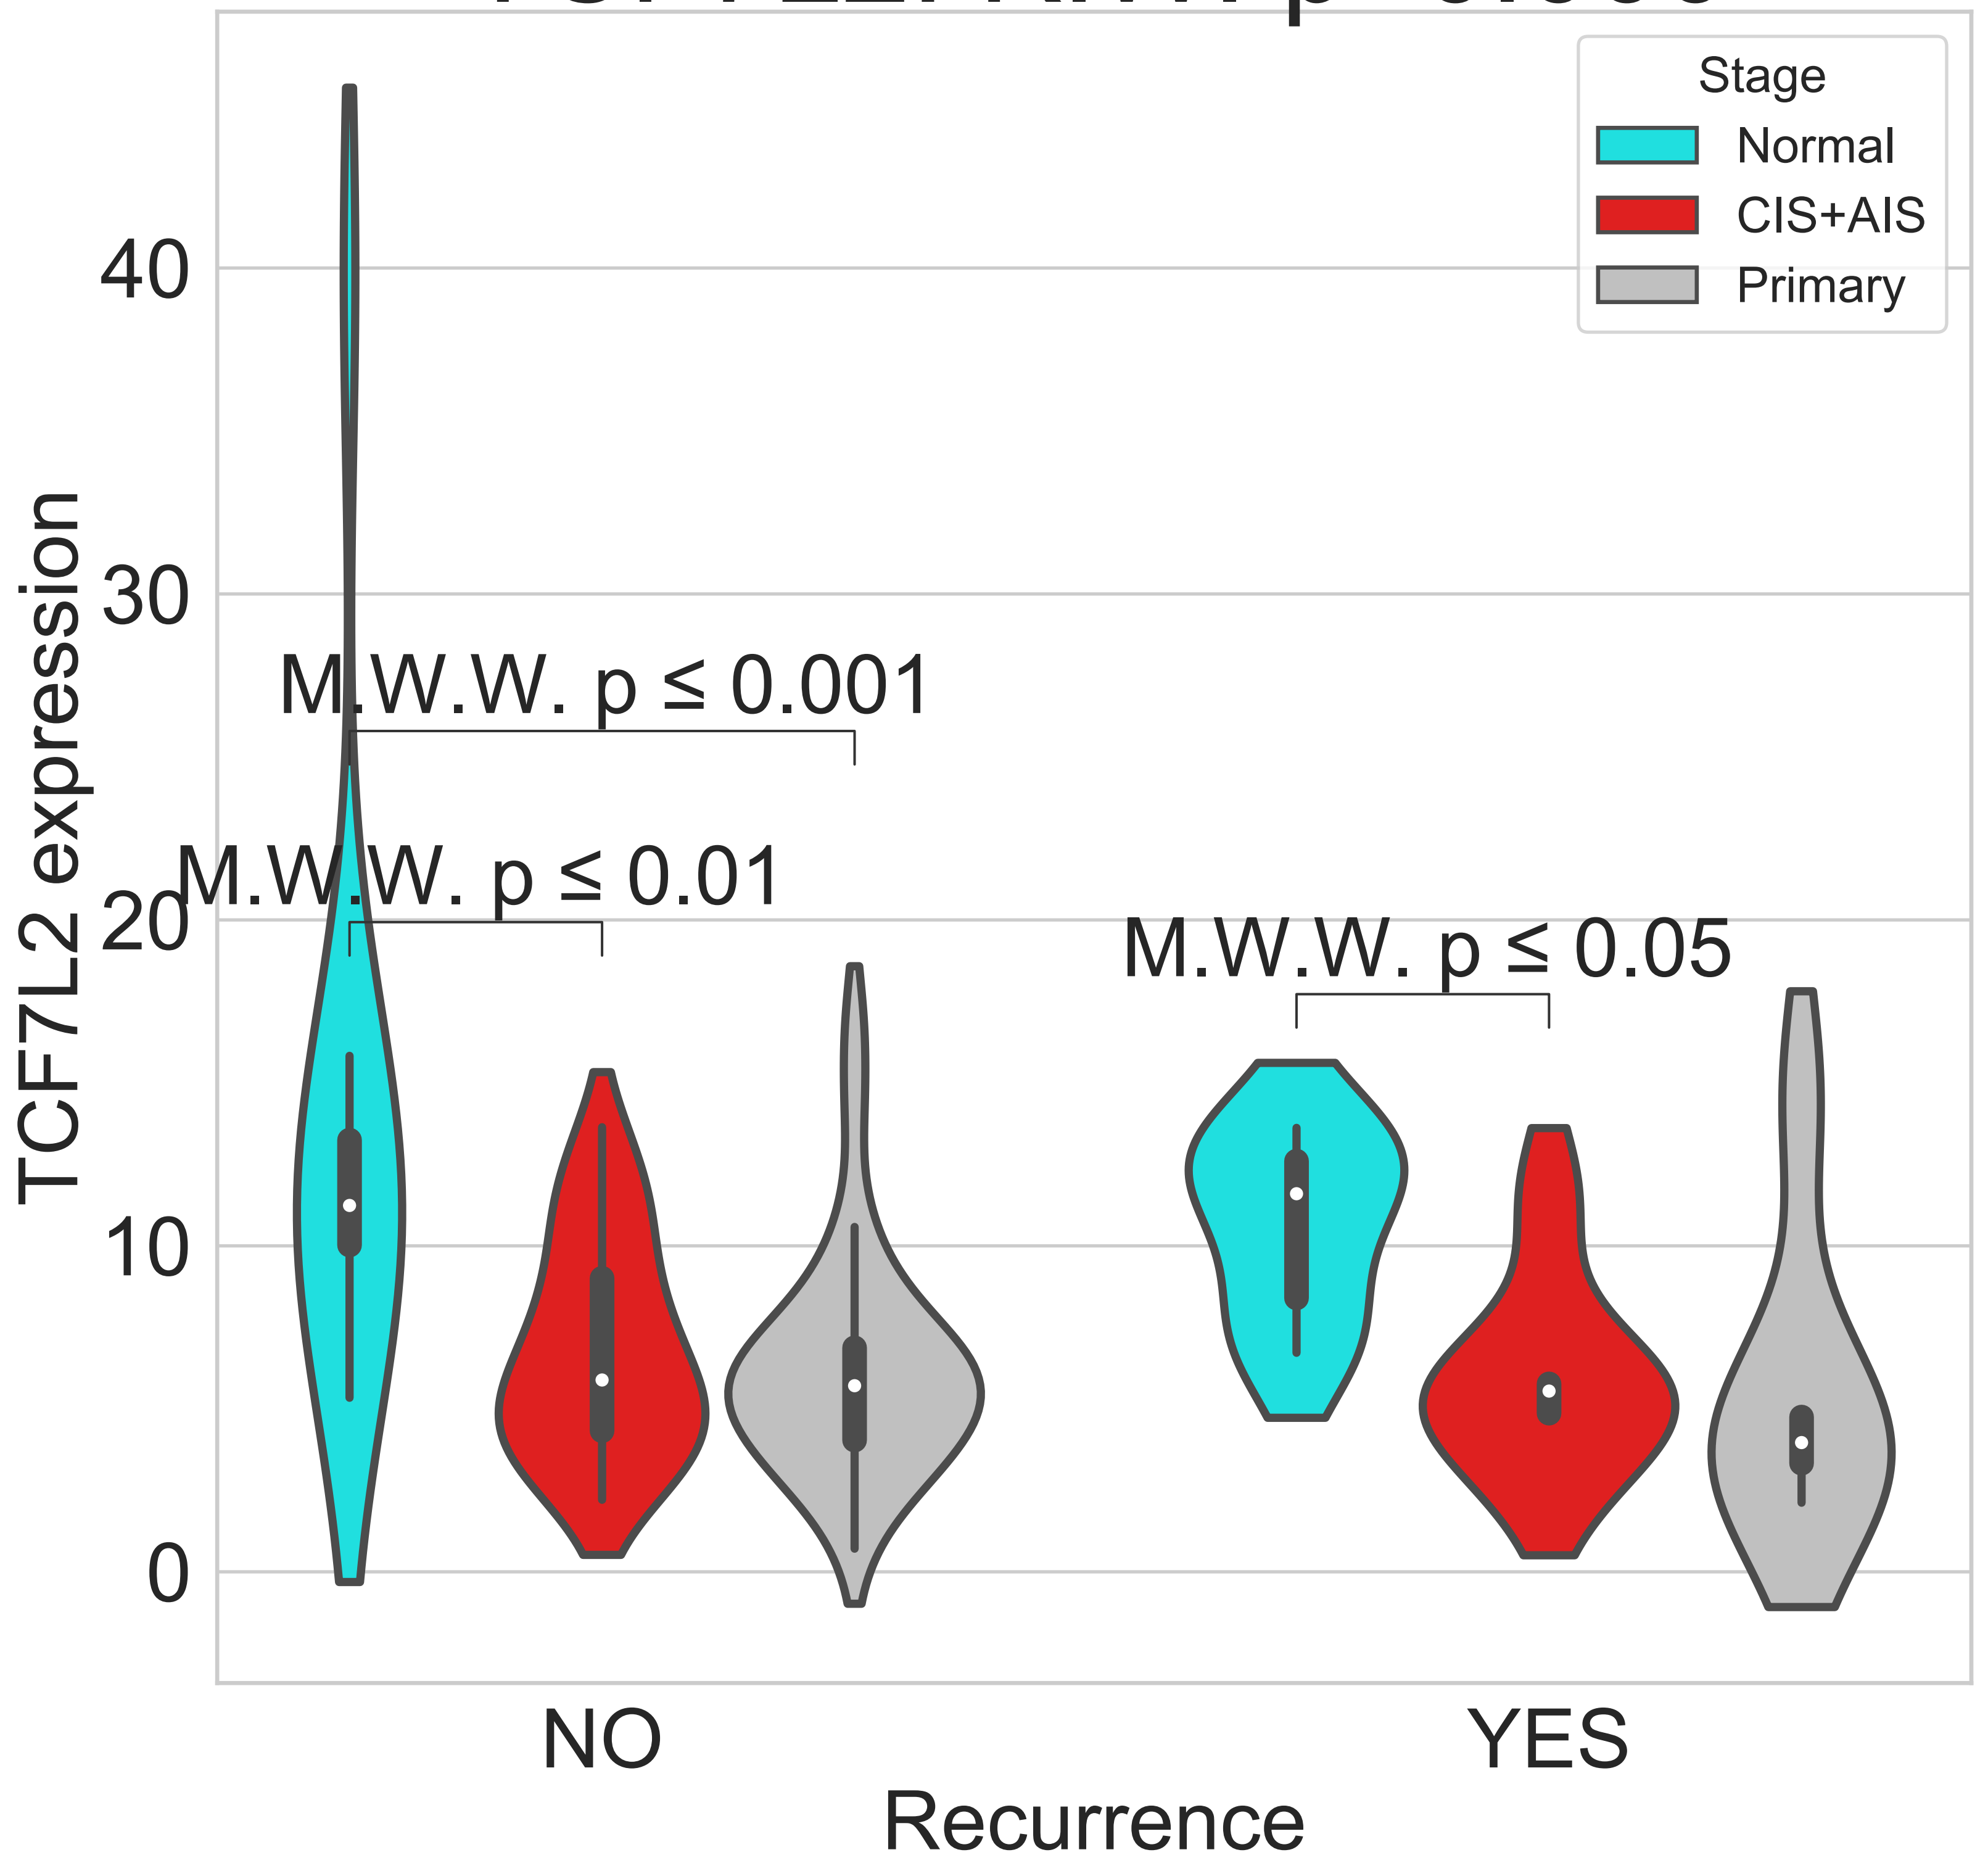 Stage
Normal
CIS+AIS
Primary
TCF7L2 expression
40
30
20
10
0
M.W.W. p ≤ 0.001
M.W.W. p ≤ 0.01
M.W.W. p ≤ 0.05
NO
YES
Recurrence